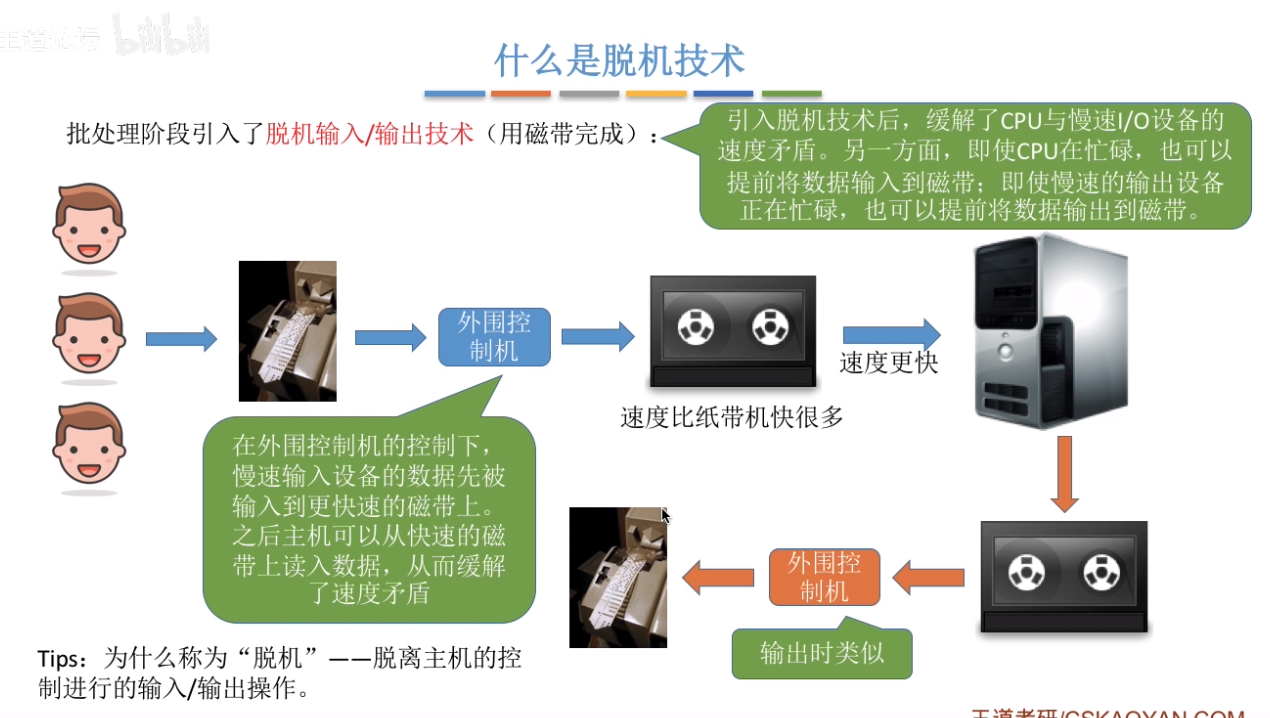 王道论坛 bilibili
什么是脱机技术
批处理阶段引入了脱机输入/输出技术（用磁带完成）：
引入脱机技术后，缓解了CPU与慢速I/O设备的
速度矛盾。另一方面，即使CPU在忙碌，也可以
提前将数据输入到磁带；即使慢速的输出设备
正在忙碌，也可以提前将数据输出到磁带。
外围控
制机
速度更快
速度比纸带机快很多
在外围控制机的控制下，
慢速输入设备的数据先被
输入到更快速的磁带上。
之后主机可以从快速的磁
带上读入数据，从而缓解
了速度矛盾
外围控
制机
输出时类似
Tips：为什么称为“脱机”——脱离主机的控
制进行的输入/输出操作。
王道考研/CSKAOYAN.COM